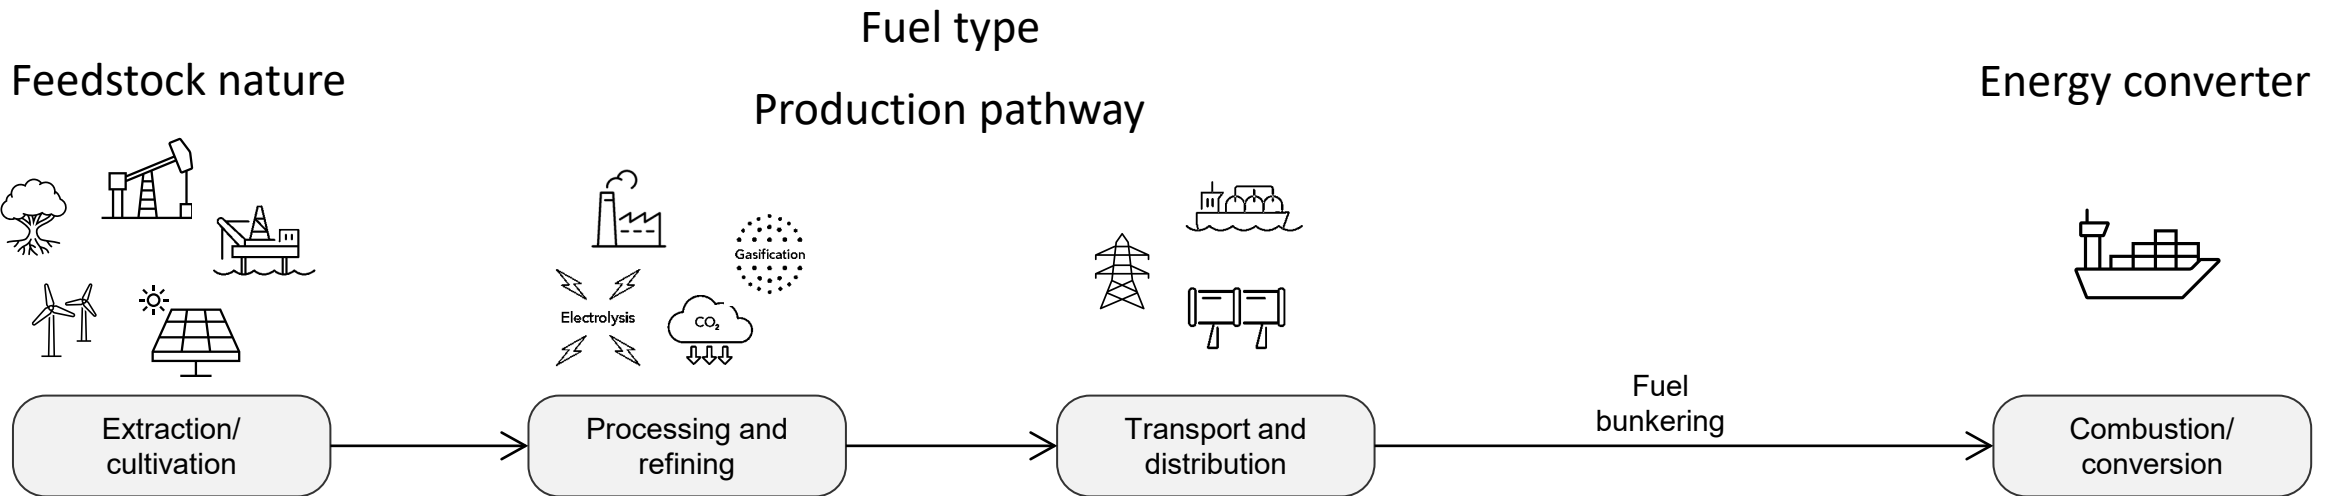 Fuel type
Feedstock nature
Production pathway
Energy converter
Gasification
Electrolysis
CO₂
Fuel
bunkering
Extraction/
cultivation
Processing and
refining
Transport and
distribution
Combustion/
conversion